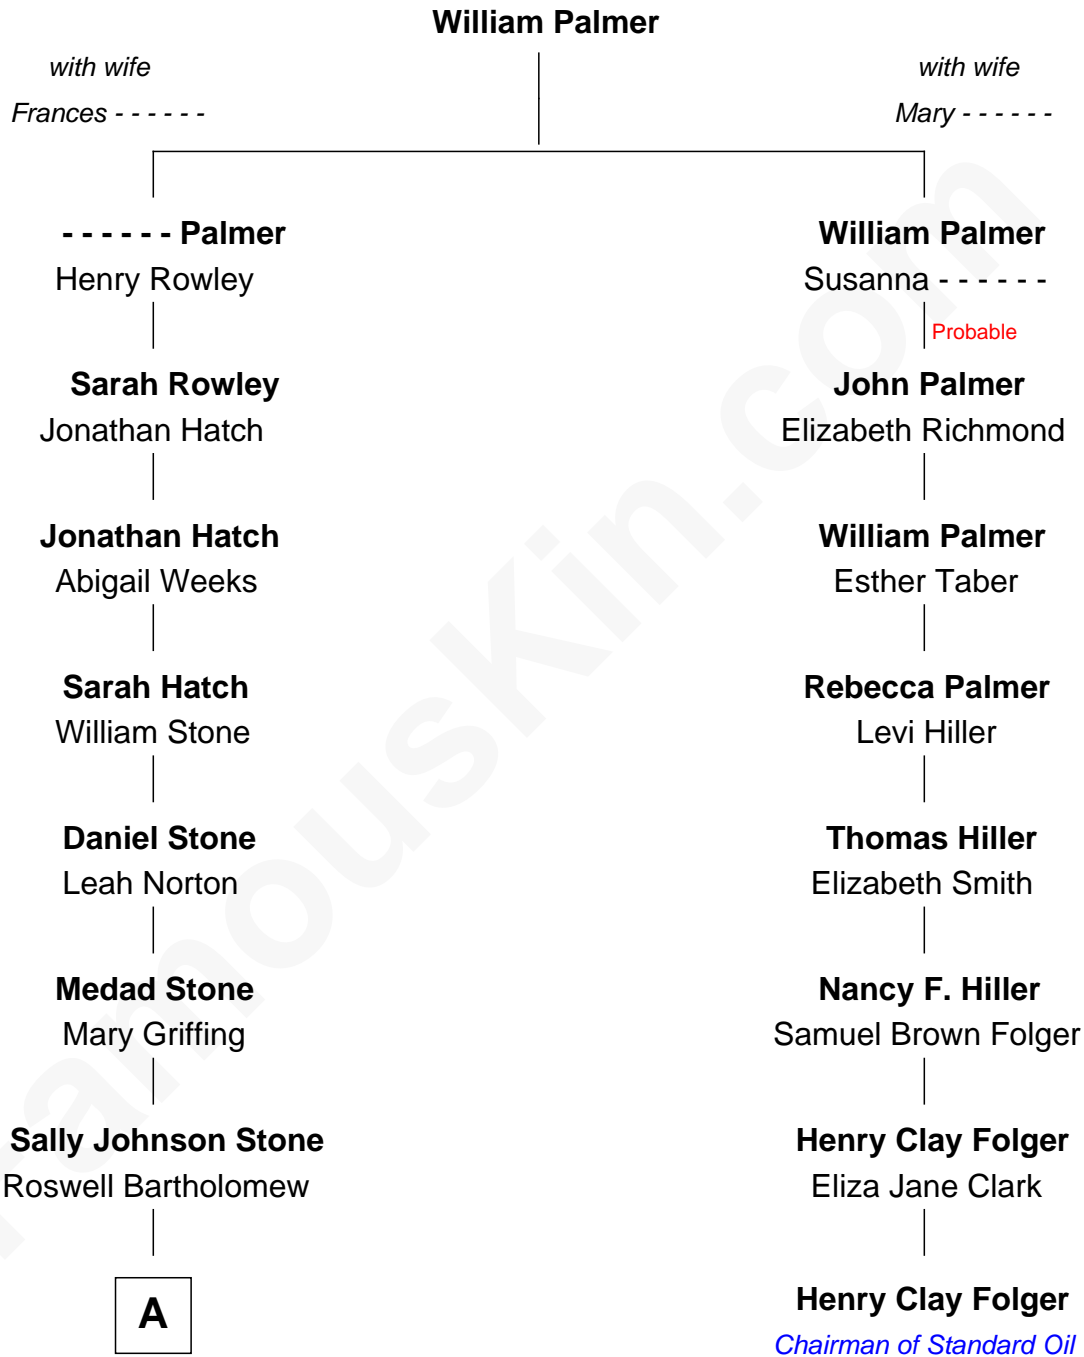 William Palmer
with wife
Frances - - - - - -
with wife
Mary - - - - - -
- - - - - - Palmer
Henry Rowley
Sarah Rowley
Jonathan Hatch
Jonathan Hatch
Abigail Weeks
Sarah Hatch
William Stone
Daniel Stone
Leah Norton
Medad Stone
Mary Griffing
Sally Johnson Stone
Roswell Bartholomew
A
William Palmer
Susanna - - - - - -
Probable
John Palmer
Elizabeth Richmond
William Palmer
Esther Taber
Rebecca Palmer
Levi Hiller
Thomas Hiller
Elizabeth Smith
Nancy F. Hiller
Samuel Brown Folger
Henry Clay Folger
Eliza Jane Clark
Henry Clay Folger
Chairman of Standard Oil
FamousKin.com